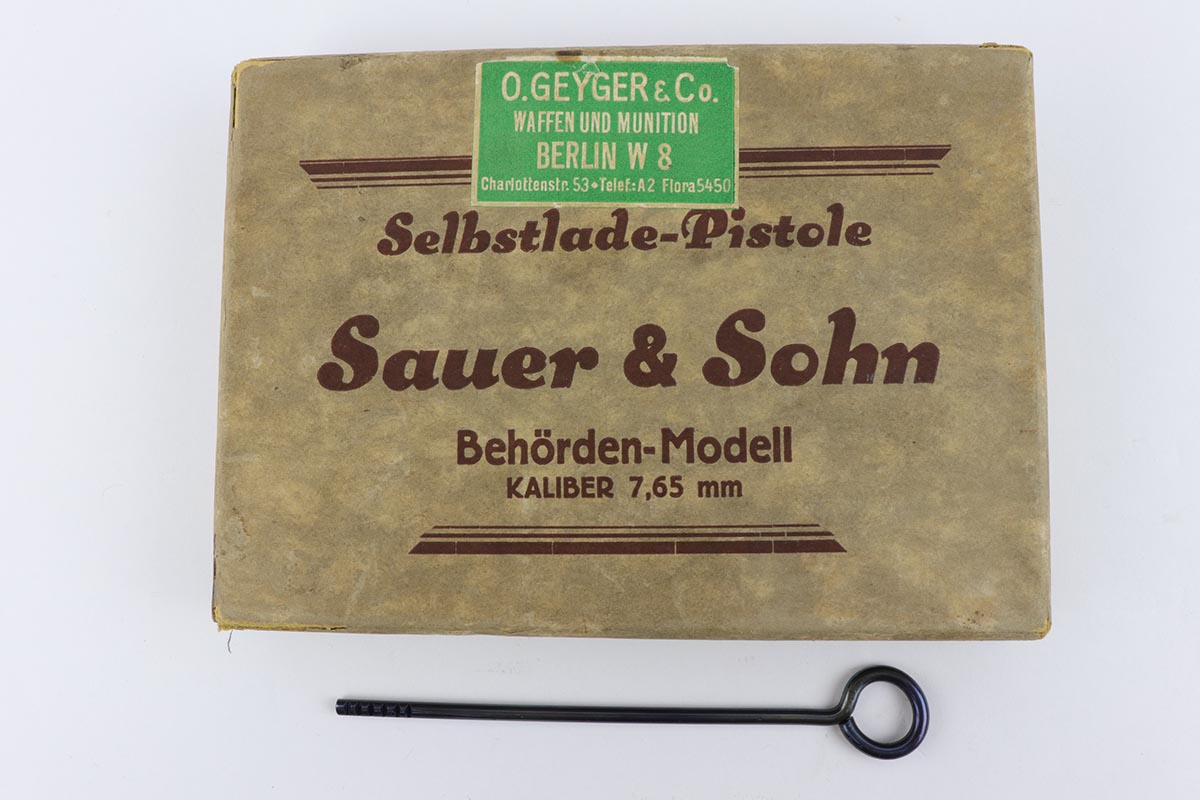 O. GEYGER & Co.
WAFFEN UND MUNITION
BERLIN W 8
Charlottenstr. 53 • Telef.: A2 Flora 5450
Selbstlade-Pistole
Sauer & Sohn
Behörden-Modell
KALIBER 7,65 mm